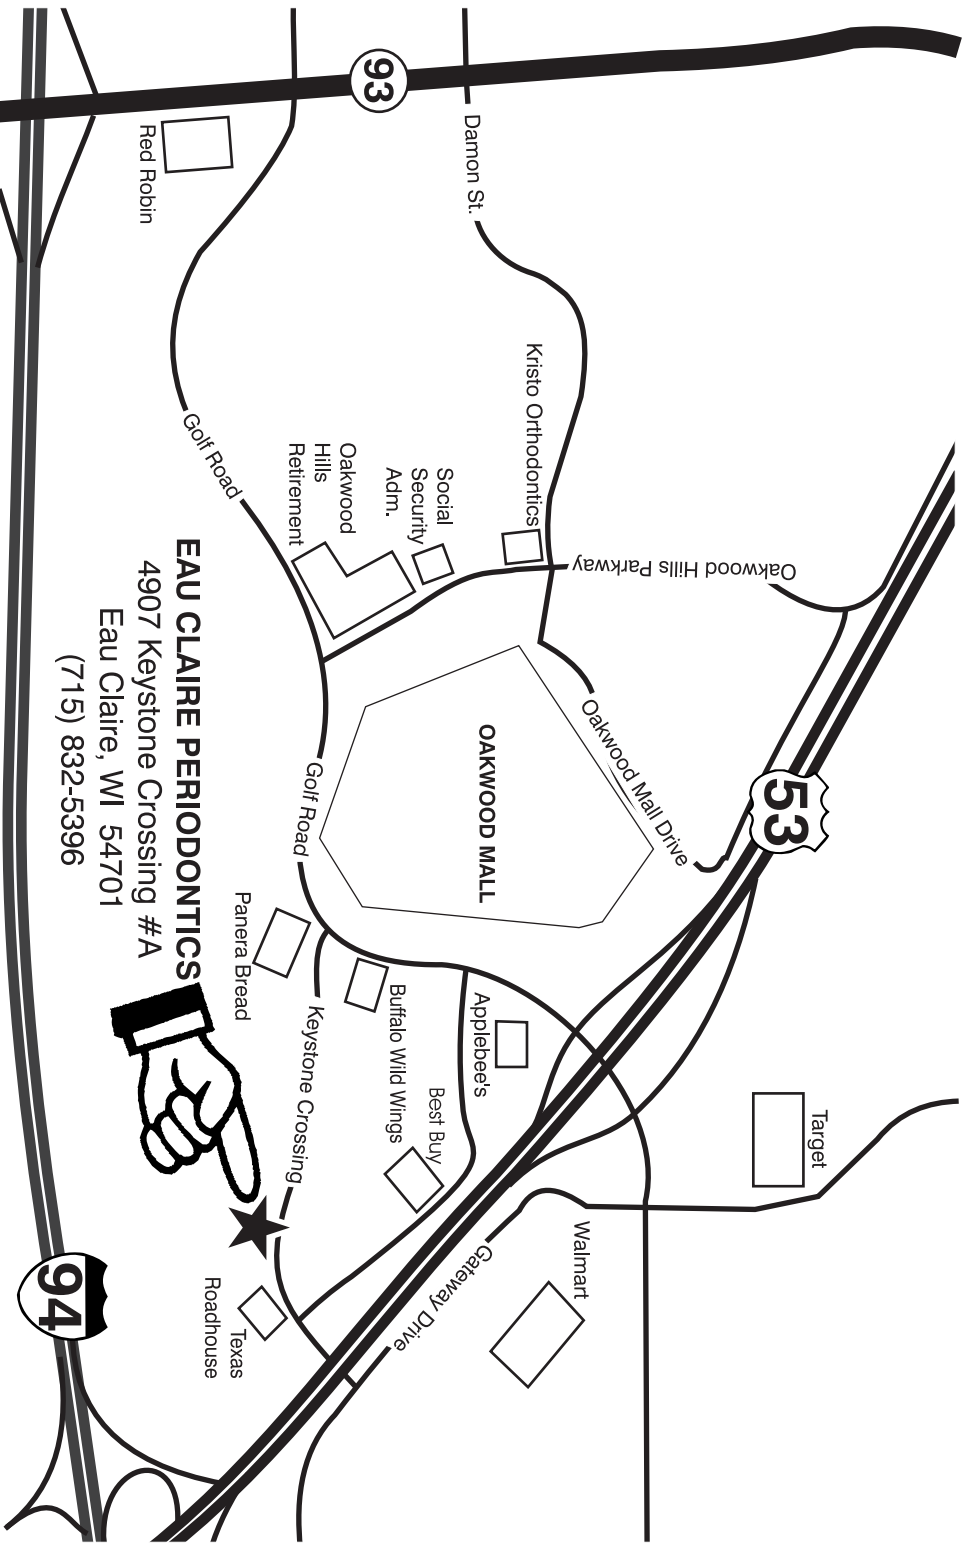 93
Damon St.
Red Robin
Golf Road
Kristo Orthodontics
Oakwood Hills Parkway
Social
Security
Adm.
Oakwood
Hills
Retirement
53
Oakwood Mall Drive
OAKWOOD MALL
Golf Road
Panera Bread
Buffalo Wild Wings
Applebee's
Best Buy
Keystone Crossing
Target
Walmart
Gateway Drive
Texas
Roadhouse
EAU CLAIRE PERIODONTICS
4907 Keystone Crossing #A
Eau Claire, WI 54701
(715) 832-5396
94